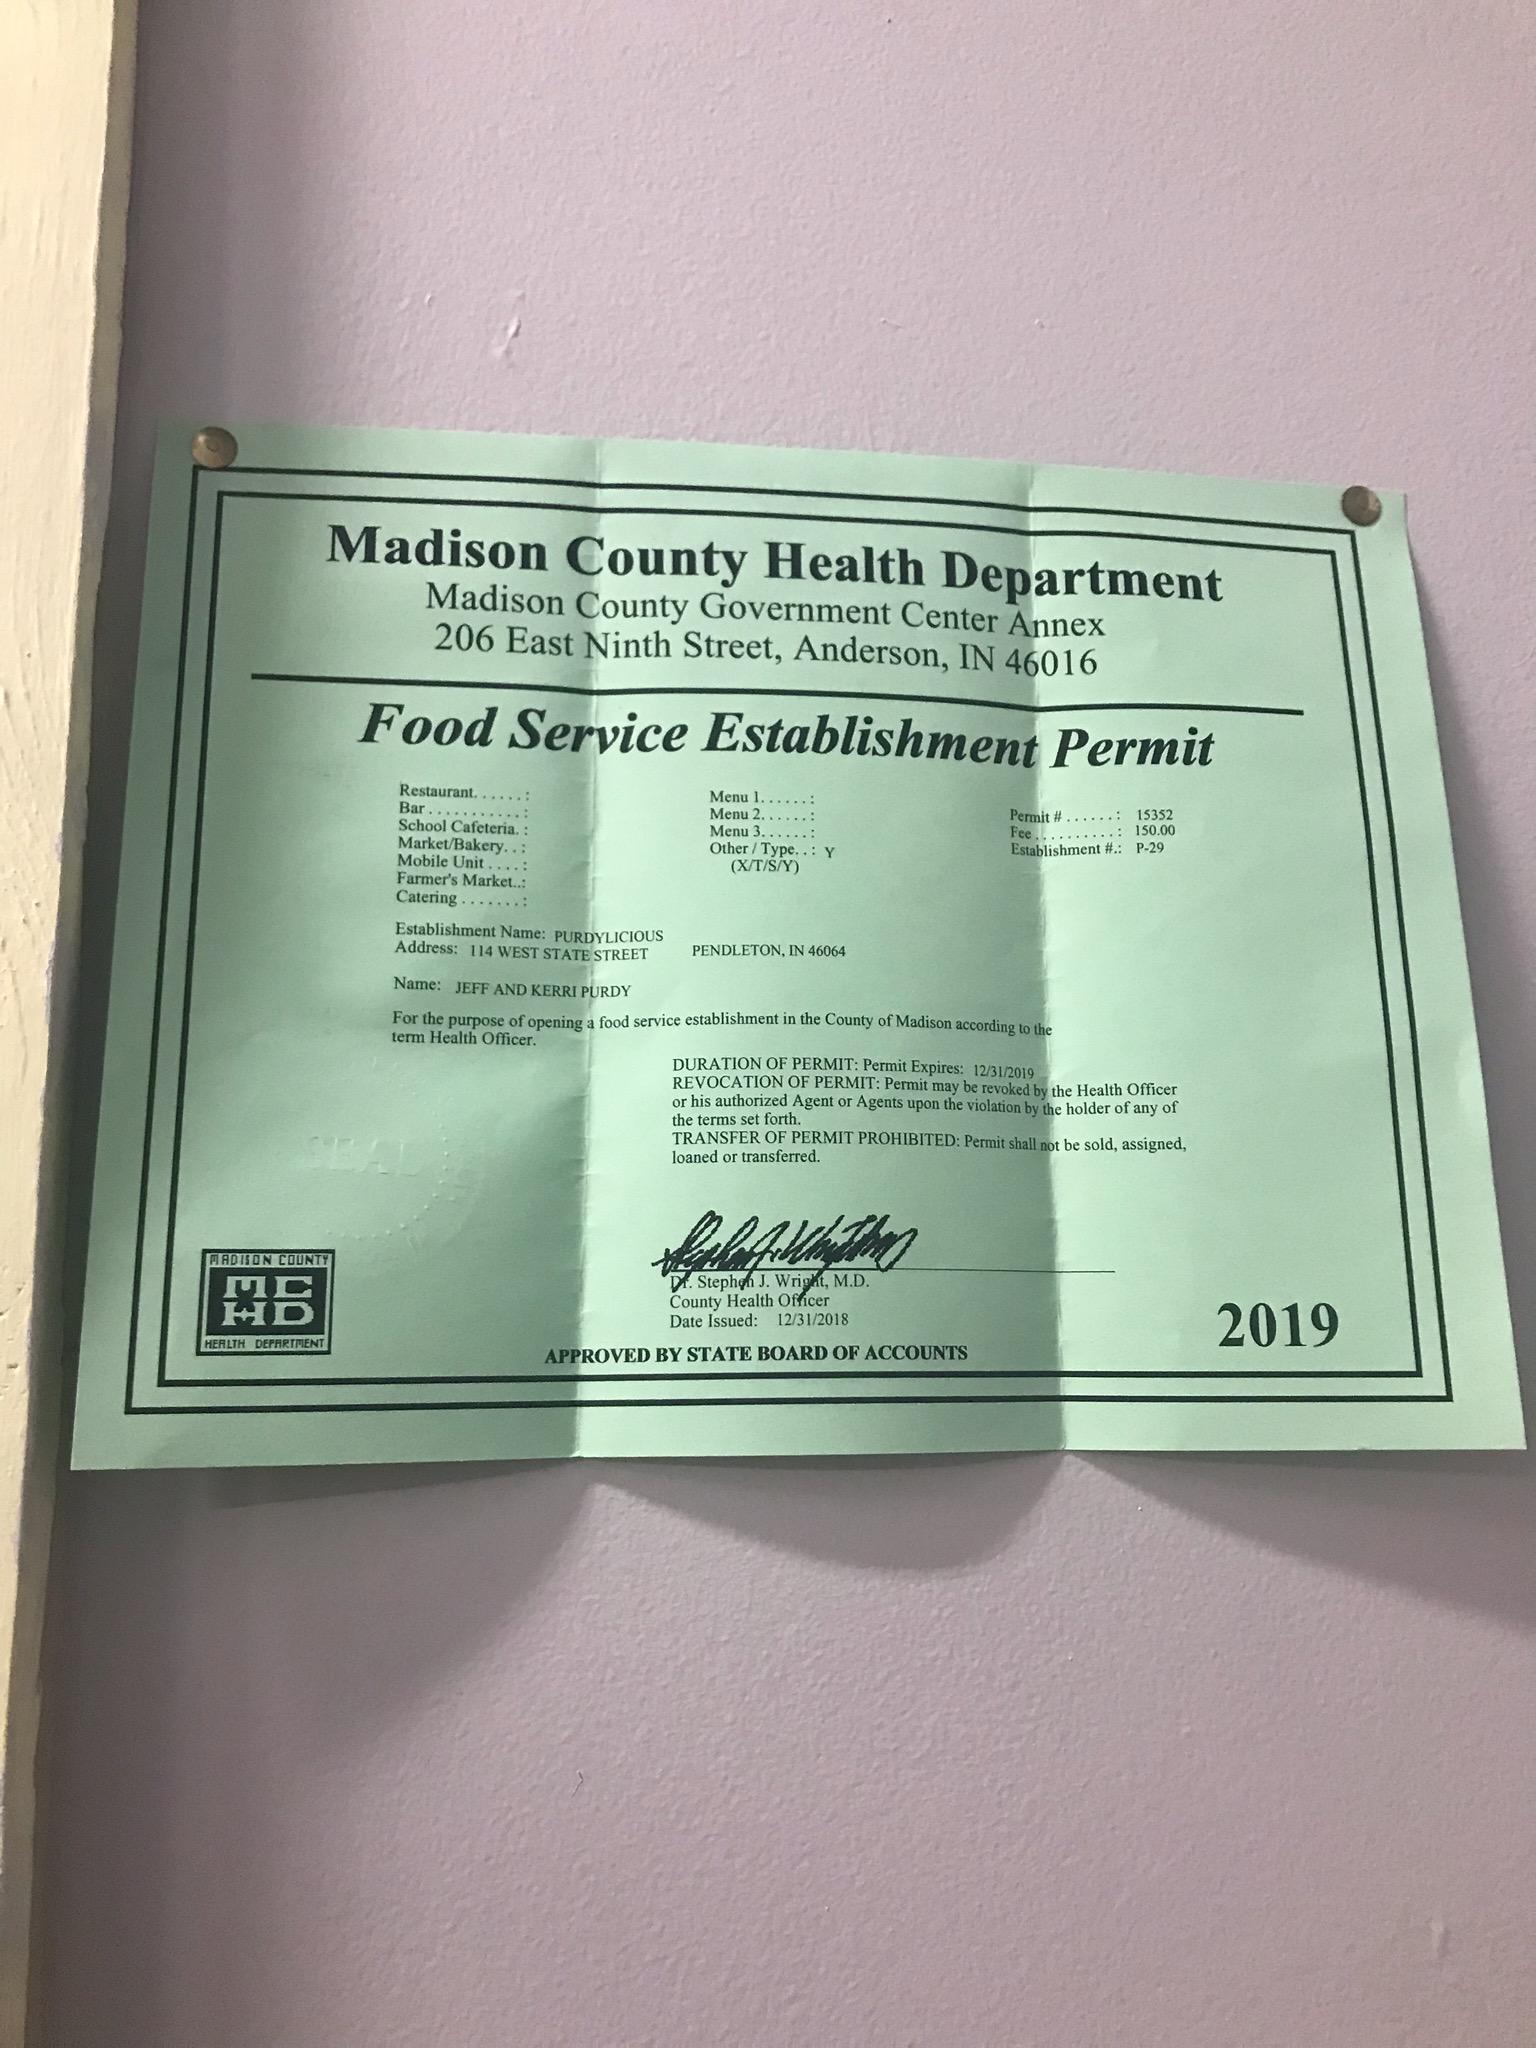 Madison County Health Department
Madison County Government Center Annex
206 East Ninth Street, Anderson, IN 46016
Food Service Establishment Permit
Restaurant......:
Bar...........:
School Cafeteria. :
Market/Bakery. . :
Mobile Unit ....:
Farmer's Market..:
Catering .......:
Menu 1......:
Menu 2......:
Menu 3......:
Other / Type. . : Y
(X/T/S/Y)
Permit # ......: 15352
Fee ..........: 150.00
Establishment #.: P-29
Establishment Name: PURDYLICIOUS
Address: 114 WEST STATE STREET PENDLETON, IN 46064
Name: JEFF AND KERRI PURDY
For the purpose of opening a food service establishment in the County of Madison according to the
term Health Officer.
DURATION OF PERMIT: Permit Expires: 12/31/2019
REVOCATION OF PERMIT: Permit may be revoked by the Health Officer
or his authorized Agent or Agents upon the violation by the holder of any of
the terms set forth.
TRANSFER OF PERMIT PROHIBITED: Permit shall not be sold, assigned,
loaned or transferred.
Dr. Stephen J. Wright, M.D.
County Health Officer
Date Issued: 12/31/2018
APPROVED BY STATE BOARD OF ACCOUNTS
2019
MADISON COUNTY
MC
HD
HEALTH DEPARTMENT